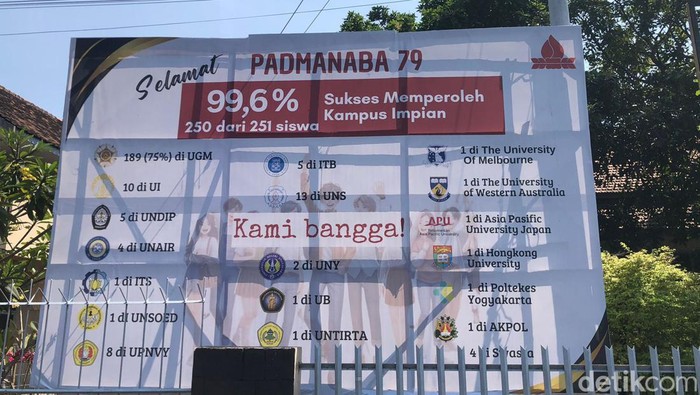 Selamat PADMANABA 79
99,6% Sukses Memperoleh
250 dari 251 siswa Kampus Impian
189 (75%) di UGM
10 di UI
5 di UNDIP
4 di UNAIR
1 di ITS
1 di UNSOED
8 di UPNVY
5 di ITB
13 di UNS
Kami bangga!
2 di UNY
1 di UB
1 di UNTIRTA
1 di The University
Of Melbourne
1 di The University
of Western Australia
APU
1 di Asia Pasific
University Japan
1 di Hongkong
University
1 di Poltekes
Yogyakarta
1 di AKPOL
4 di Swasta
detikcom